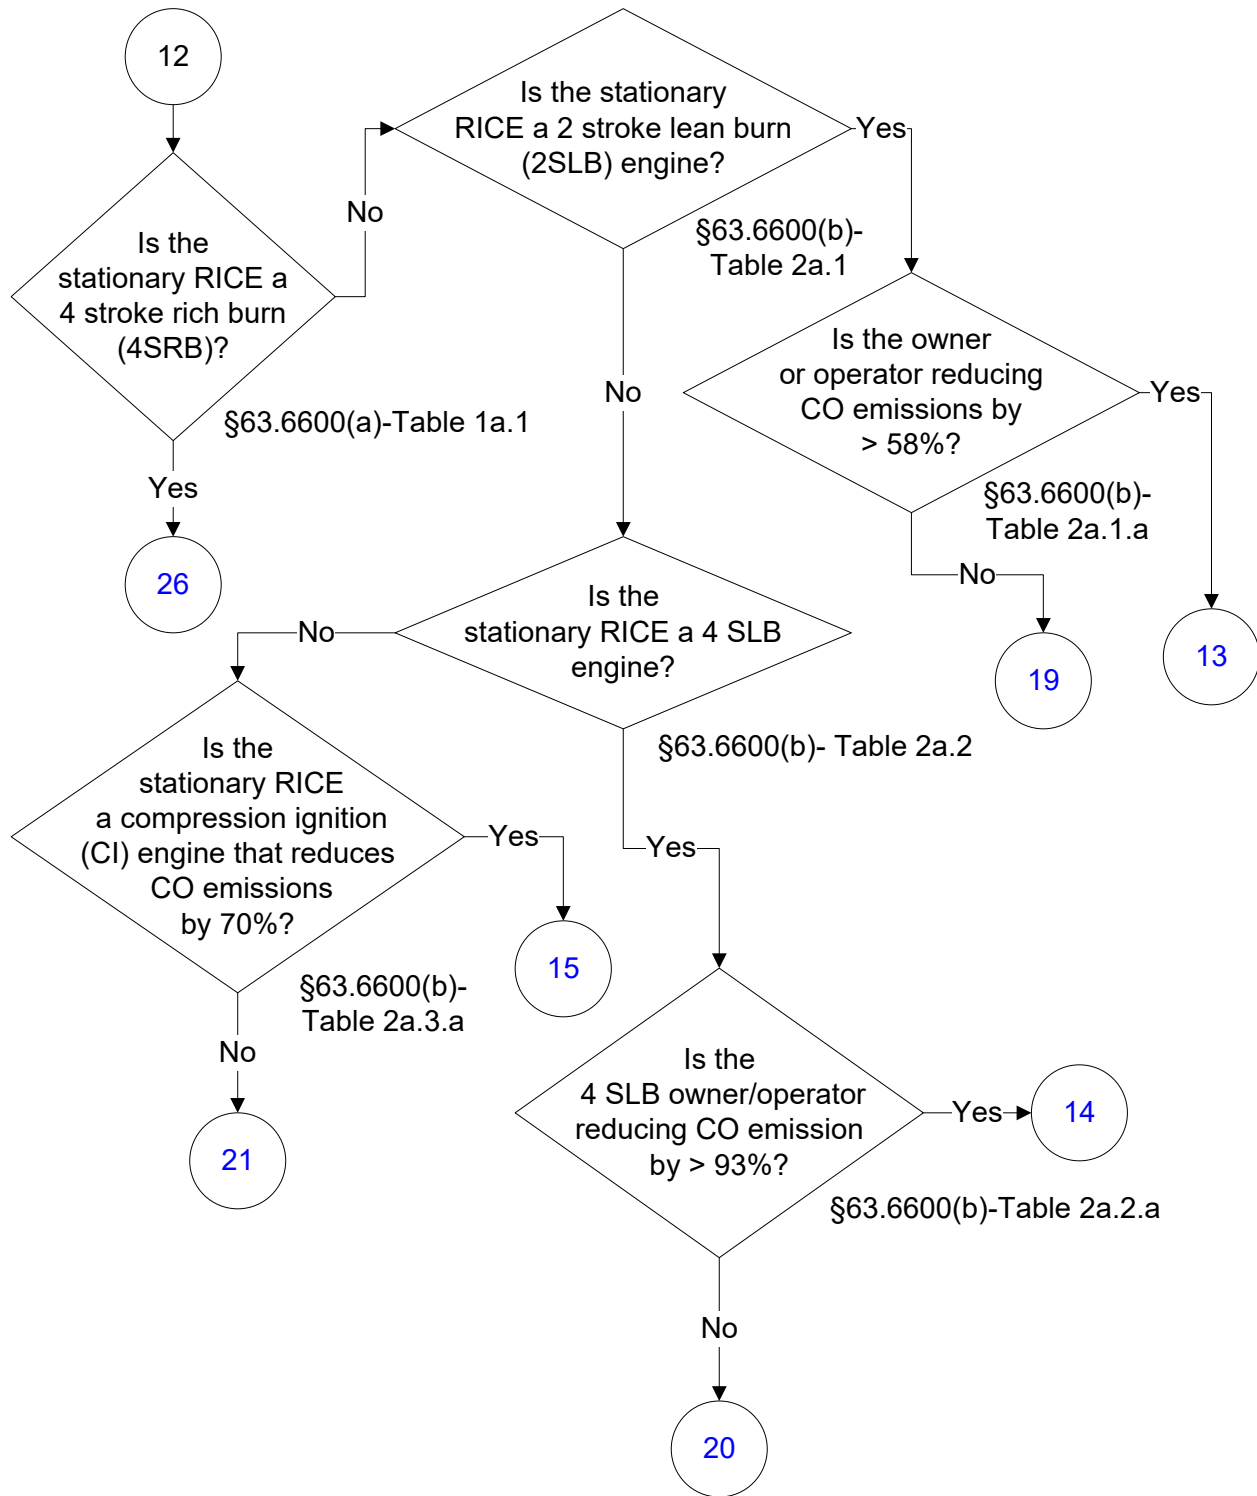 12
Is the
stationary RICE a
4 stroke rich burn
(4SRB)?
§63.6600(a)-Table 1a.1
Yes
26
No
Is the stationary
RICE a 2 stroke lean burn
(2SLB) engine?
§63.6600(b)-
Table 2a.1
Yes
Is the owner
or operator reducing
CO emissions by
> 58%?
§63.6600(b)-
Table 2a.1.a
Yes
13
No
19
No
Is the
stationary RICE a 4 SLB
engine?
§63.6600(b)- Table 2a.2
No
Is the
stationary RICE
a compression ignition
(CI) engine that reduces
CO emissions
by 70%?
§63.6600(b)-
Table 2a.3.a
Yes
15
No
21
Yes
Is the
4 SLB owner/operator
reducing CO emission
by > 93%?
§63.6600(b)-Table 2a.2.a
Yes
14
No
20